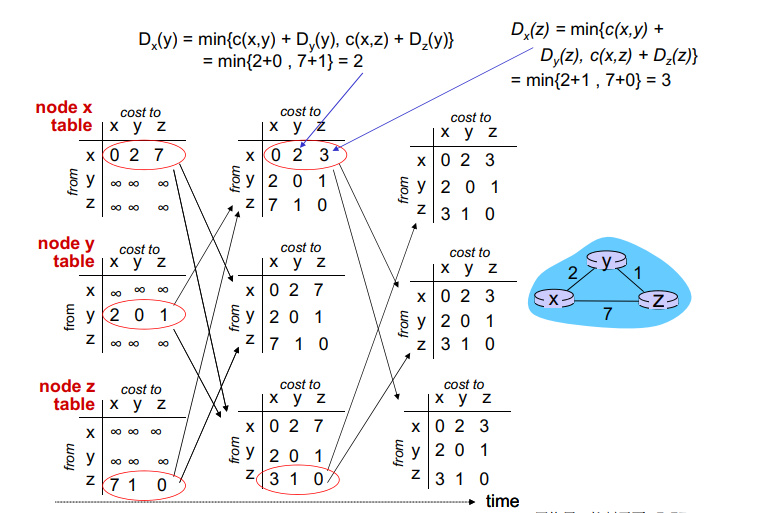 Dx(y) = min{c(x,y) + Dy(y), c(x,z) + Dz(y)}
= min{2+0 , 7+1} = 2
Dx(z) = min{c(x,y) +
Dy(z), c(x,z) + Dz(z)}
= min{2+1 , 7+0} = 3
node x
table
cost to
x y z
from
x 0 2 7
y ∞ ∞ ∞
z ∞ ∞ ∞
cost to
x y z
from
x 0 2 3
y 2 0 1
z 7 1 0
cost to
x y z
from
x 0 2 3
y 2 0 1
z 3 1 0
node y
table
cost to
x y z
from
x ∞ ∞ ∞
y 2 0 1
z ∞ ∞ ∞
cost to
x y z
from
x 0 2 7
y 2 0 1
z 7 1 0
cost to
x y z
from
x 0 2 3
y 2 0 1
z 3 1 0
node z
table
cost to
x y z
from
x ∞ ∞ ∞
y ∞ ∞ ∞
z 7 1 0
cost to
x y z
from
x 0 2 7
y 2 0 1
z 3 1 0
cost to
x y z
from
x 0 2 3
y 2 0 1
z 3 1 0
y
2 1
x z
7
time